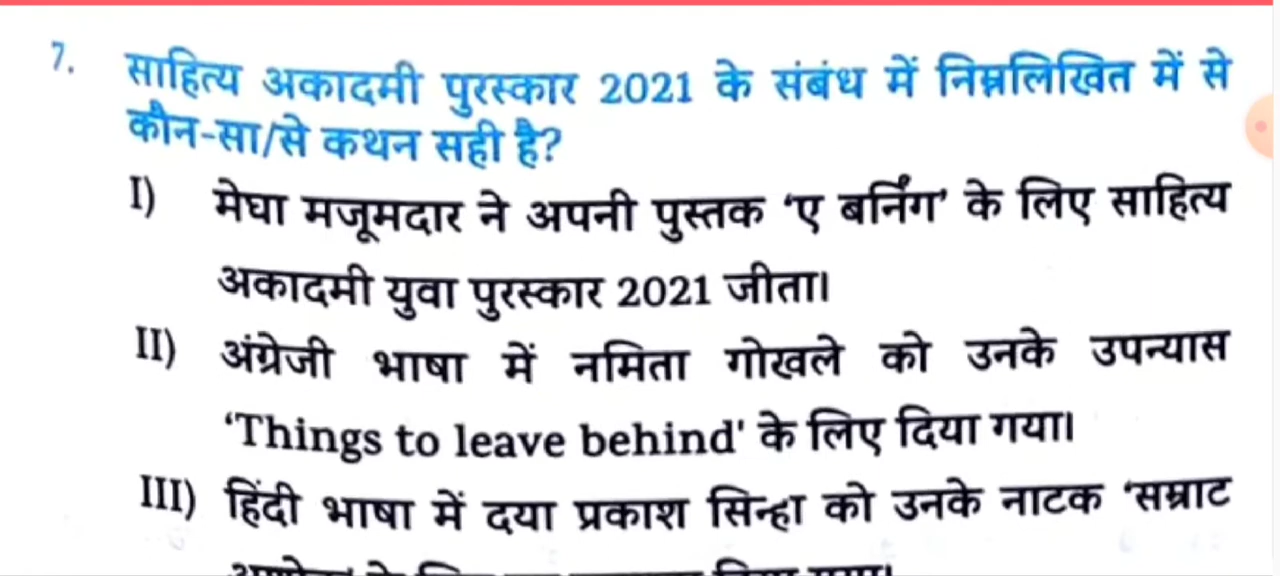 7. साहित्य अकादमी पुरस्कार 2021 के संबंध में निम्नलिखित में से
कौन-सा/से कथन सही है?
I) मेघा मजूमदार ने अपनी पुस्तक ‘ए बर्निंग' के लिए साहित्य
अकादमी युवा पुरस्कार 2021 जीता।
II) अंग्रेजी भाषा में नमिता गोखले को उनके उपन्यास
‘Things to leave behind' के लिए दिया गया।
III) हिंदी भाषा में दया प्रकाश सिन्हा को उनके नाटक ‘सम्राट